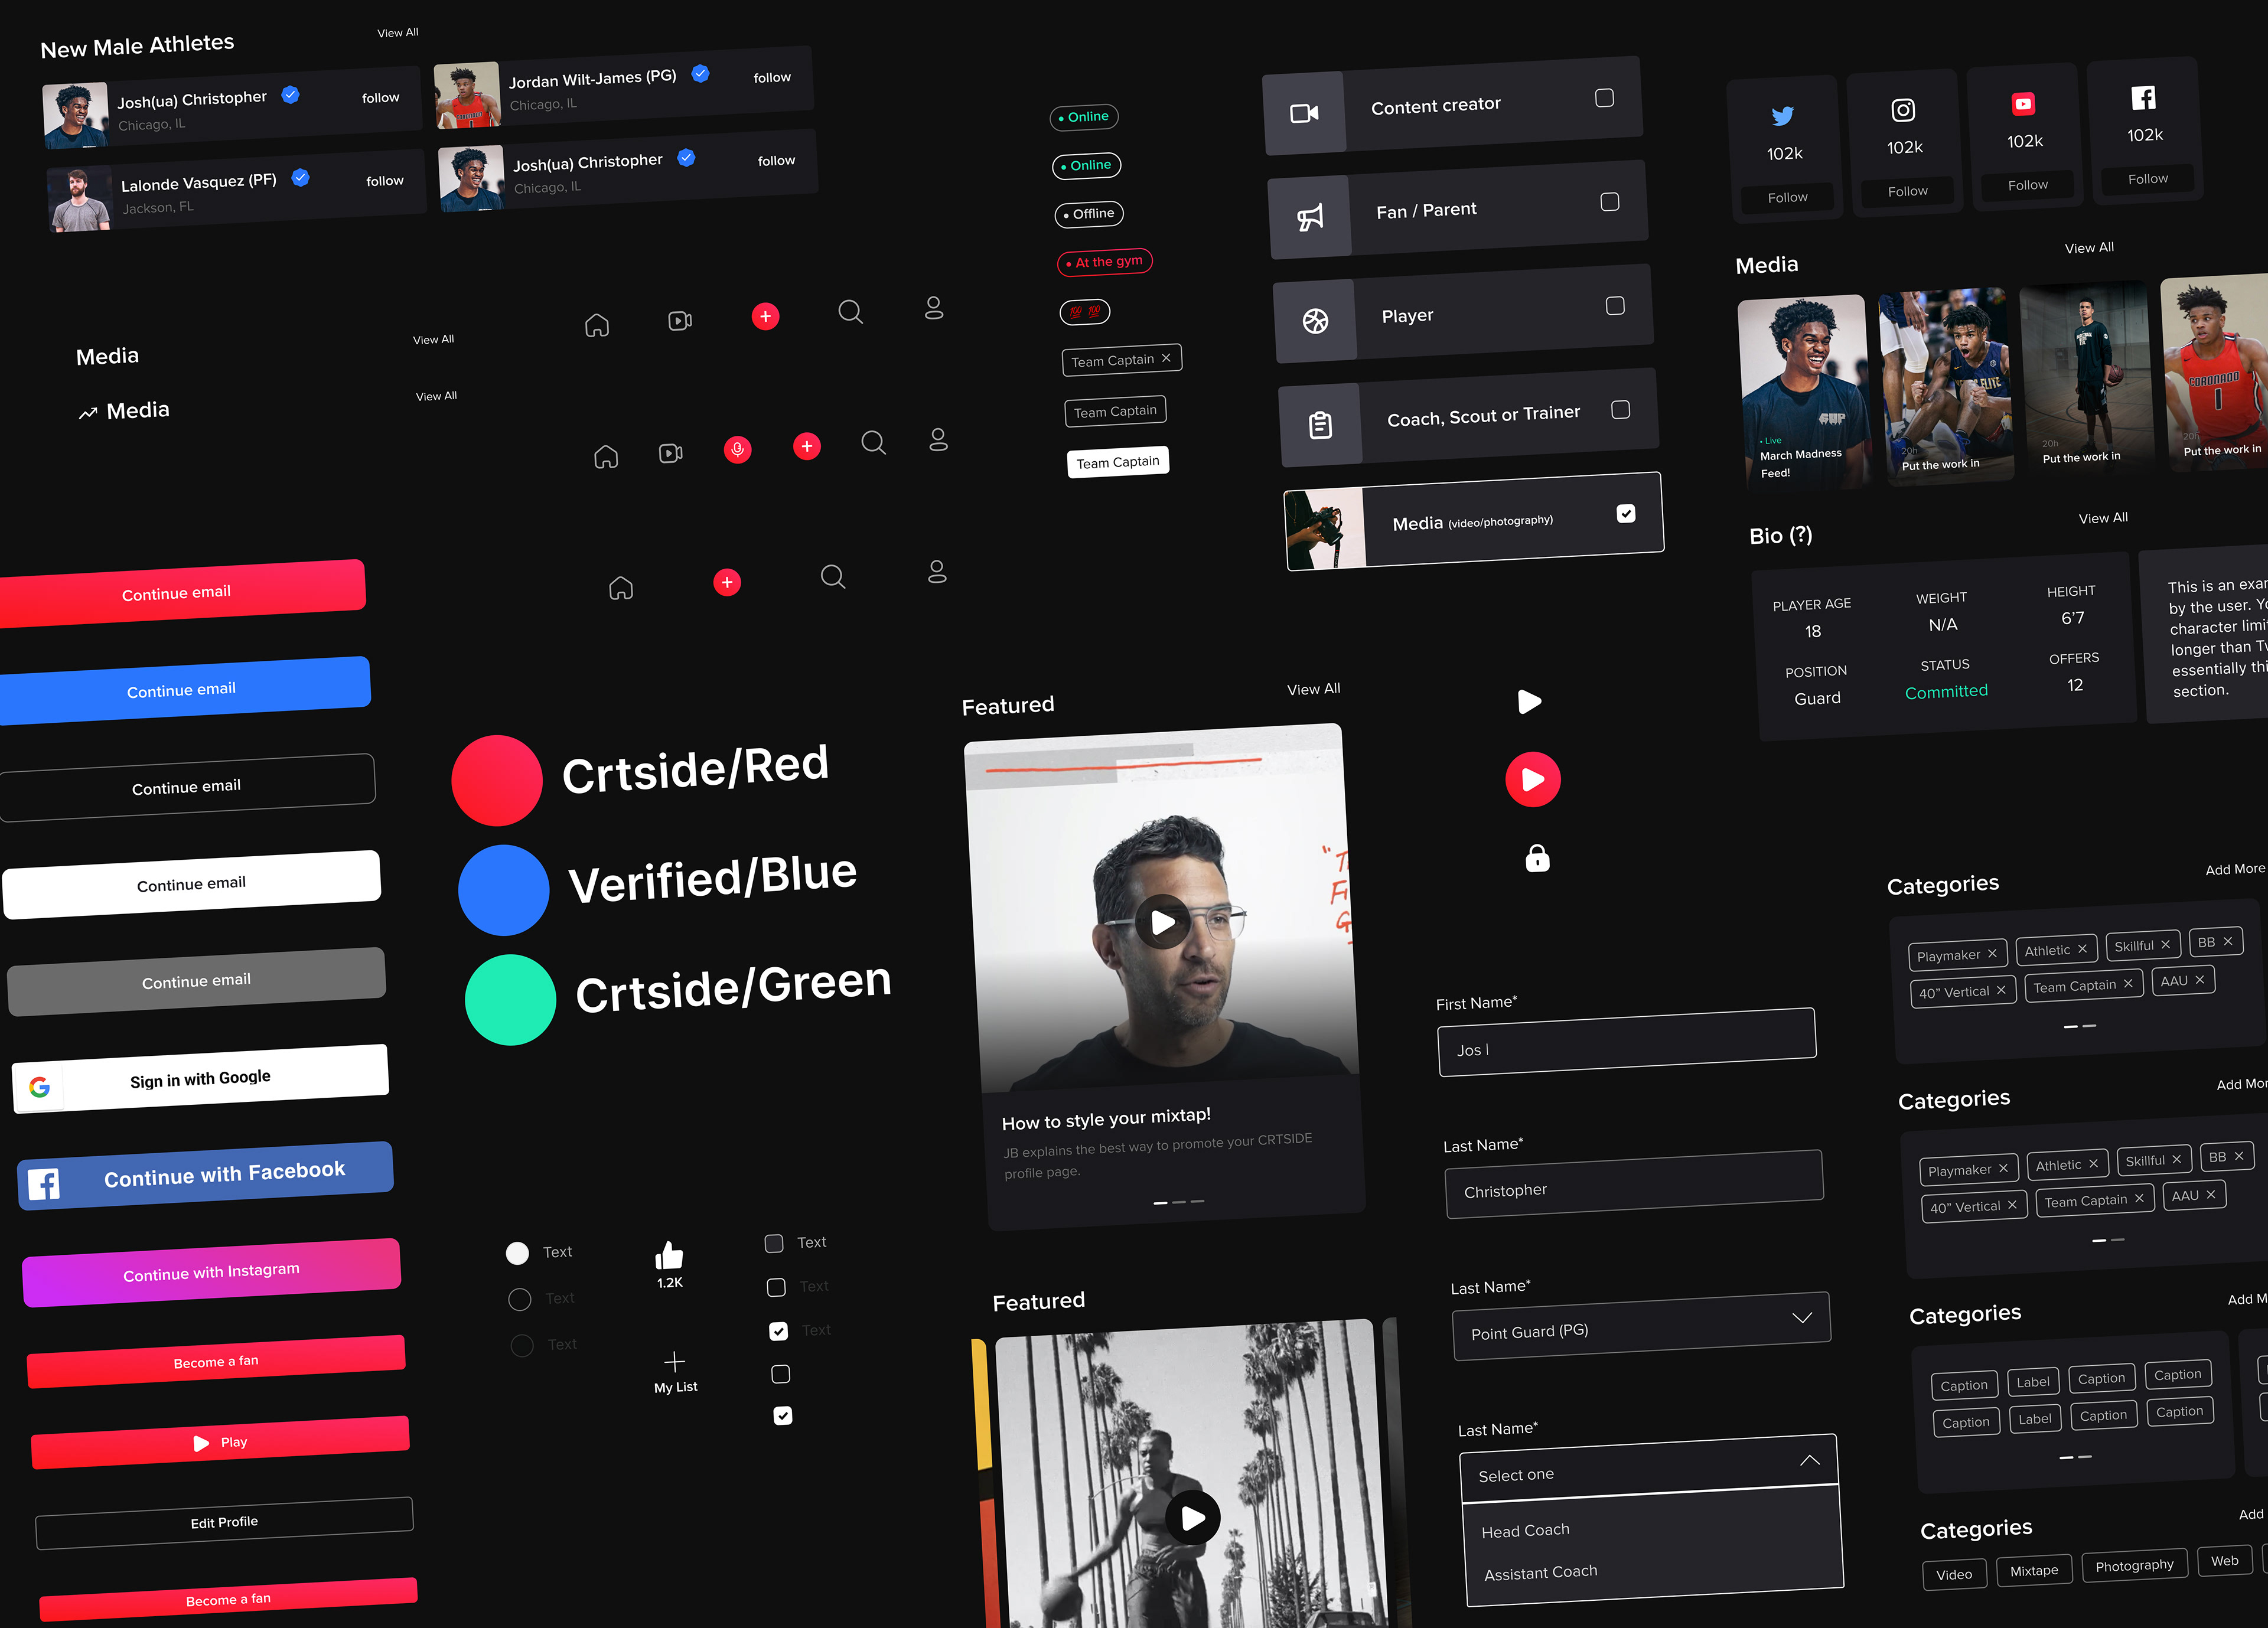 New Male Athletes
View All
Josh(ua) Christopher
Chicago, IL
follow
Jordan Wilt-James (PG)
Chicago, IL
follow
Lalonde Vasquez (PF)
Jackson, FL
follow
Josh(ua) Christopher
Chicago, IL
follow
Media
View All
Media
View All
Continue email
Continue email
Continue email
Continue email
Continue email
Sign in with Google
Continue with Facebook
Continue with Instagram
Become a fan
Play
Edit Profile
Become a fan
Crtside/Red
Verified/Blue
Crtside/Green
Text
Text
Text
1.2K
My List
Text
Text
Text
• Online
• Online
• Offline
• At the gym
💯 💯
Team Captain
Team Captain
Team Captain
Content creator
Fan / Parent
Player
Coach, Scout or Trainer
Media (video/photography)
Featured
View All
How to style your mixtap!
JB explains the best way to promote your CRTSIDE
profile page.
Featured
First Name*
Jos |
Last Name*
Christopher
Last Name*
Point Guard (PG)
Last Name*
Select one
Head Coach
Assistant Coach
102k
Follow
102k
Follow
102k
Follow
102k
Follow
Media
View All
• Live
March Madness
Feed!
20h
Put the work in
20h
Put the work in
CORONADO
1
20h
Put the work in
Bio (?)
View All
PLAYER AGE
18
WEIGHT
N/A
HEIGHT
6'7
POSITION
Guard
STATUS
Committed
OFFERS
12
This is an exa
by the user. Yo
character limi
longer than Tw
essentially thi
section.
Categories
Add More
Playmaker
Athletic
Skillful
BB
40” Vertical
Team Captain
AAU
Categories
Add Mor
Playmaker
Athletic
Skillful
BB
40” Vertical
Team Captain
AAU
Categories
Add M
Caption
Label
Caption
Caption
Caption
Label
Caption
Caption
Categories
Add
Video
Mixtape
Photography
Web